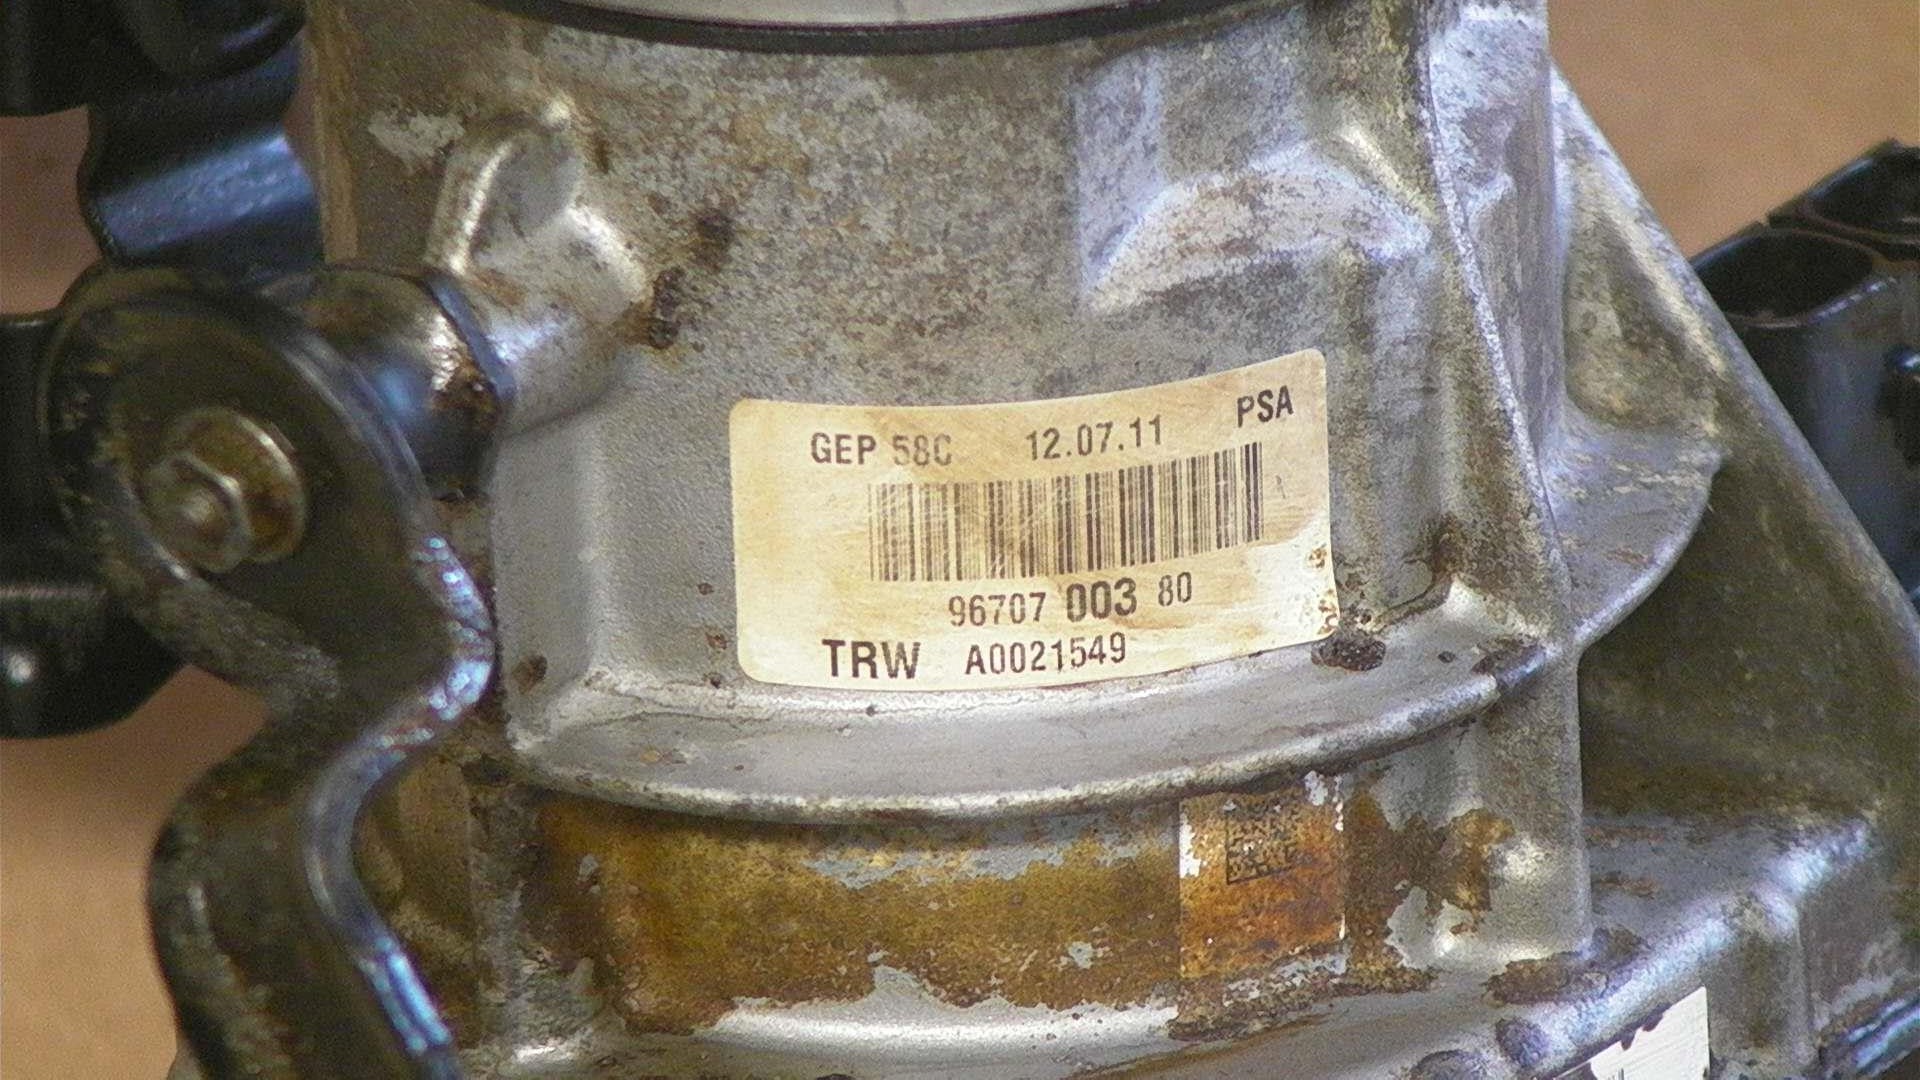 GEP 58C 12.07.11 PSA
96707 003 80
TRW A0021549